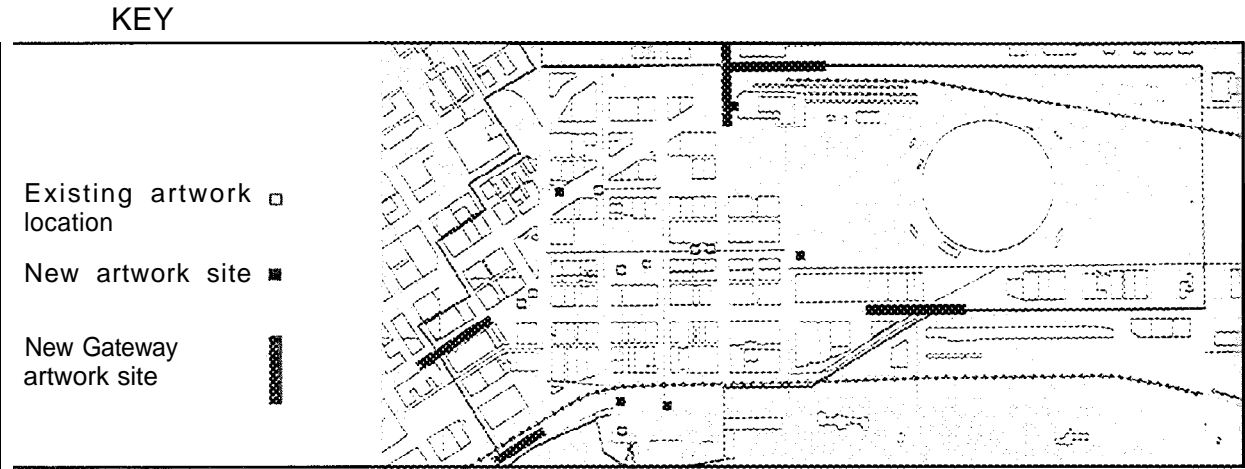 KEY
Existing artwork
location
New artwork site
New Gateway
artwork site